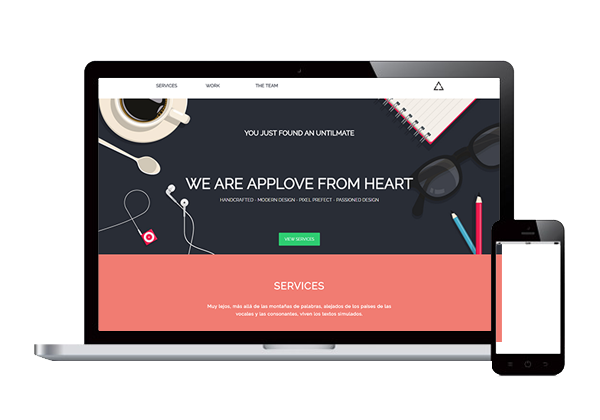 SERVICES WORK THE TEAM
YOU JUST FOUND AN UNTILMATE
WE ARE APPLOVE FROM HEART
HANDCRAFTED - MODERN DESIGN - PIXEL PREFECT - PASSIONED DESIGN
VIEW SERVICES
SERVICES
Muy lejos, más allá de las montañas de palabras, alejados de los países de las
vocales y las consonantes, viven los textos simulados.